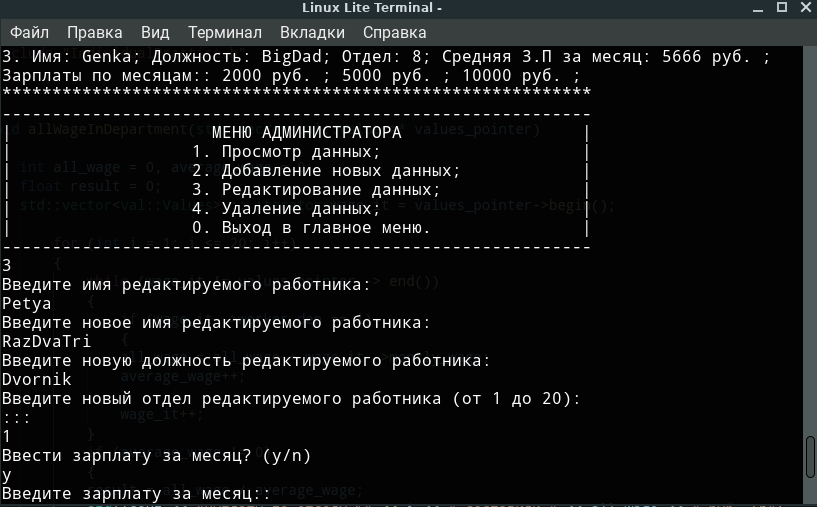 Linux Lite Terminal -
Файл Правка Вид Терминал Вкладки Справка
3. Имя: Genka; Должность: BigDad; Отдел: 8; Средняя З.П за месяц: 5666 руб. ;
Зарплаты по месяцам:: 2000 руб. ; 5000 руб. ; 10000 руб. ;
***********************************************************
-----------------------------------------------------------
| МЕНЮ АДМИНИСТРАТОРА |
| 1. Просмотр данных; |
| 2. Добавление новых данных; |
| 3. Редактирование данных; |
| 4. Удаление данных; |
| 0. Выход в главное меню. |
-----------------------------------------------------------
3
Введите имя редактируемого работника:
Petya
Введите новое имя редактируемого работника:
RazDvaTri
Введите новую должность редактируемого работника:
Dvornik
Введите новый отдел редактируемого работника (от 1 до 20):
:::
1
Ввести зарплату за месяц? (y/n)
y
Введите зарплату за месяц::